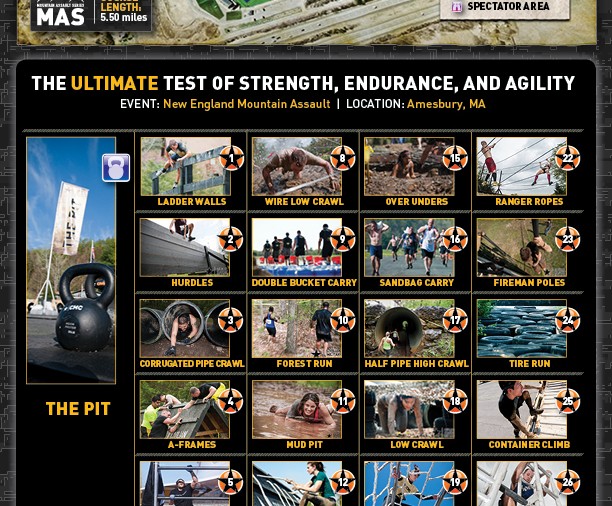 MOUNTAIN ASSAULT SERIES
MAS
LENGTH:
5.50 miles
SPECTATOR AREA
THE ULTIMATE TEST OF STRENGTH, ENDURANCE, AND AGILITY
EVENT: New England Mountain Assault | LOCATION: Amesbury, MA
1
8
15
22
LADDER WALLS
WIRE LOW CRAWL
OVER UNDERS
RANGER ROPES
2
9
16
23
HURDLES
DOUBLE BUCKET CARRY
SANDBAG CARRY
FIREMAN POLES
3
10
17
24
CORRUGATED PIPE CRAWL
FOREST RUN
HALF PIPE HIGH CRAWL
TIRE RUN
THE PIT
4
11
18
25
A-FRAMES
MUD PIT
LOW CRAWL
CONTAINER CLIMB
5
12
19
26